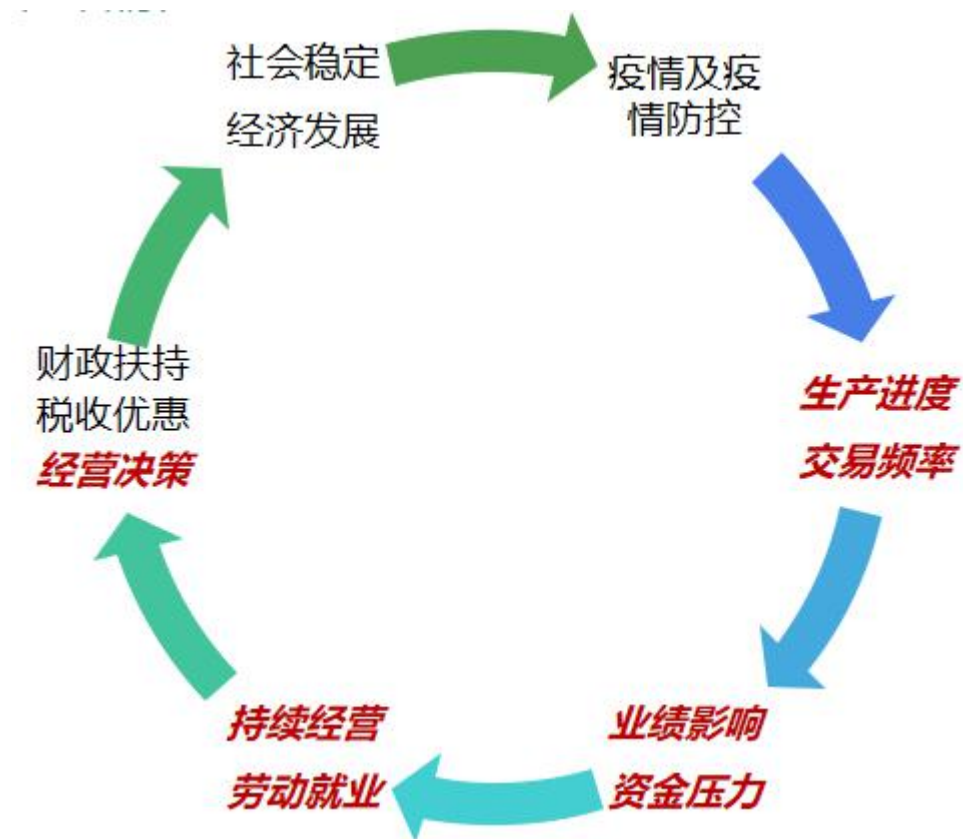 社会稳定
经济发展
疫情及疫
情防控
生产进度
交易频率
业绩影响
资金压力
持续经营
劳动就业
财政扶持
税收优惠
经营决策